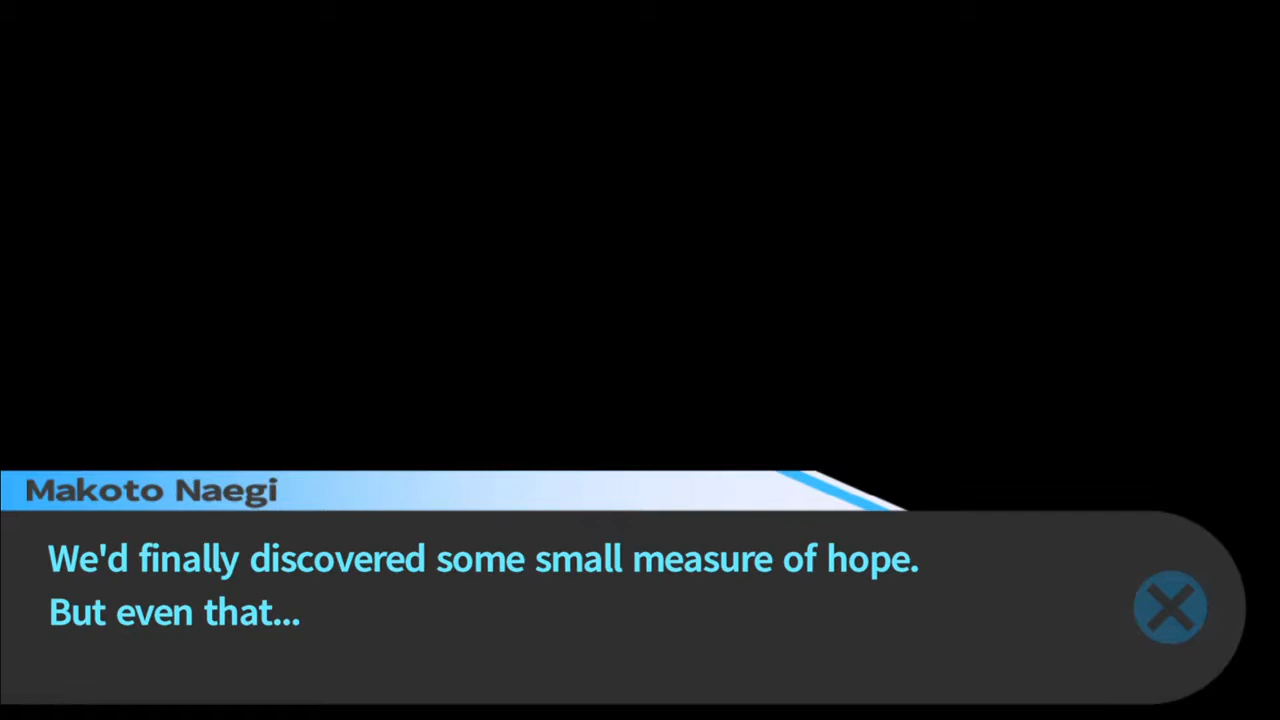 Makoto Naegi
We'd finally discovered some small measure of hope.
But even that...